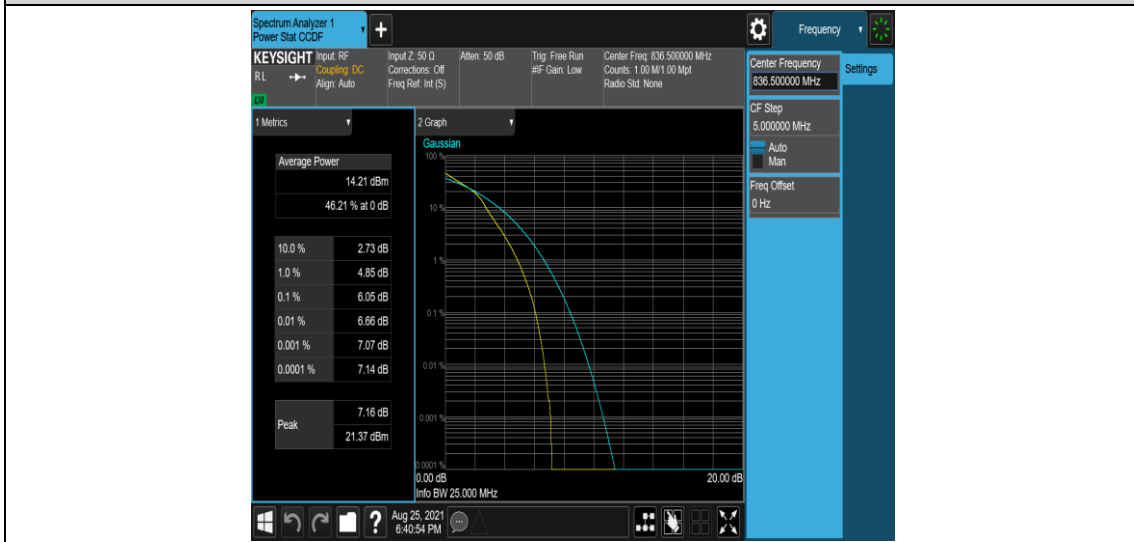 Spectrum Analyzer 1
Power Stat CCDF
Frequency
KEYSIGHT
RL
LXI
Input: RF
Coupling: DC
Align: Auto
Input Z: 50 Ω
Corrections: Off
Freq Ref: Int (S)
Atten: 50 dB
Trig: Free Run
#IF Gain: Low
Center Freq: 836.500000 MHz
Counts: 1.00 M/1.00 Mpt
Radio Std: None
Center Frequency
836.500000 MHz
Settings
CF Step
5.000000 MHz
Auto
Man
Freq Offset
0 Hz
1 Metrics
Average Power
14.21 dBm
46.21 % at 0 dB
10.0 % 2.73 dB
1.0 % 4.85 dB
0.1 % 6.05 dB
0.01 % 6.66 dB
0.001 % 7.07 dB
0.0001 % 7.14 dB
Peak
7.16 dB
21.37 dBm
2 Graph
Gaussian
100 %
10 %
1 %
0.1 %
0.01 %
0.001 %
0.0001 %
0.00 dB 20.00 dB
Info BW 25.000 MHz
?
Aug 25, 2021
6:40:54 PM